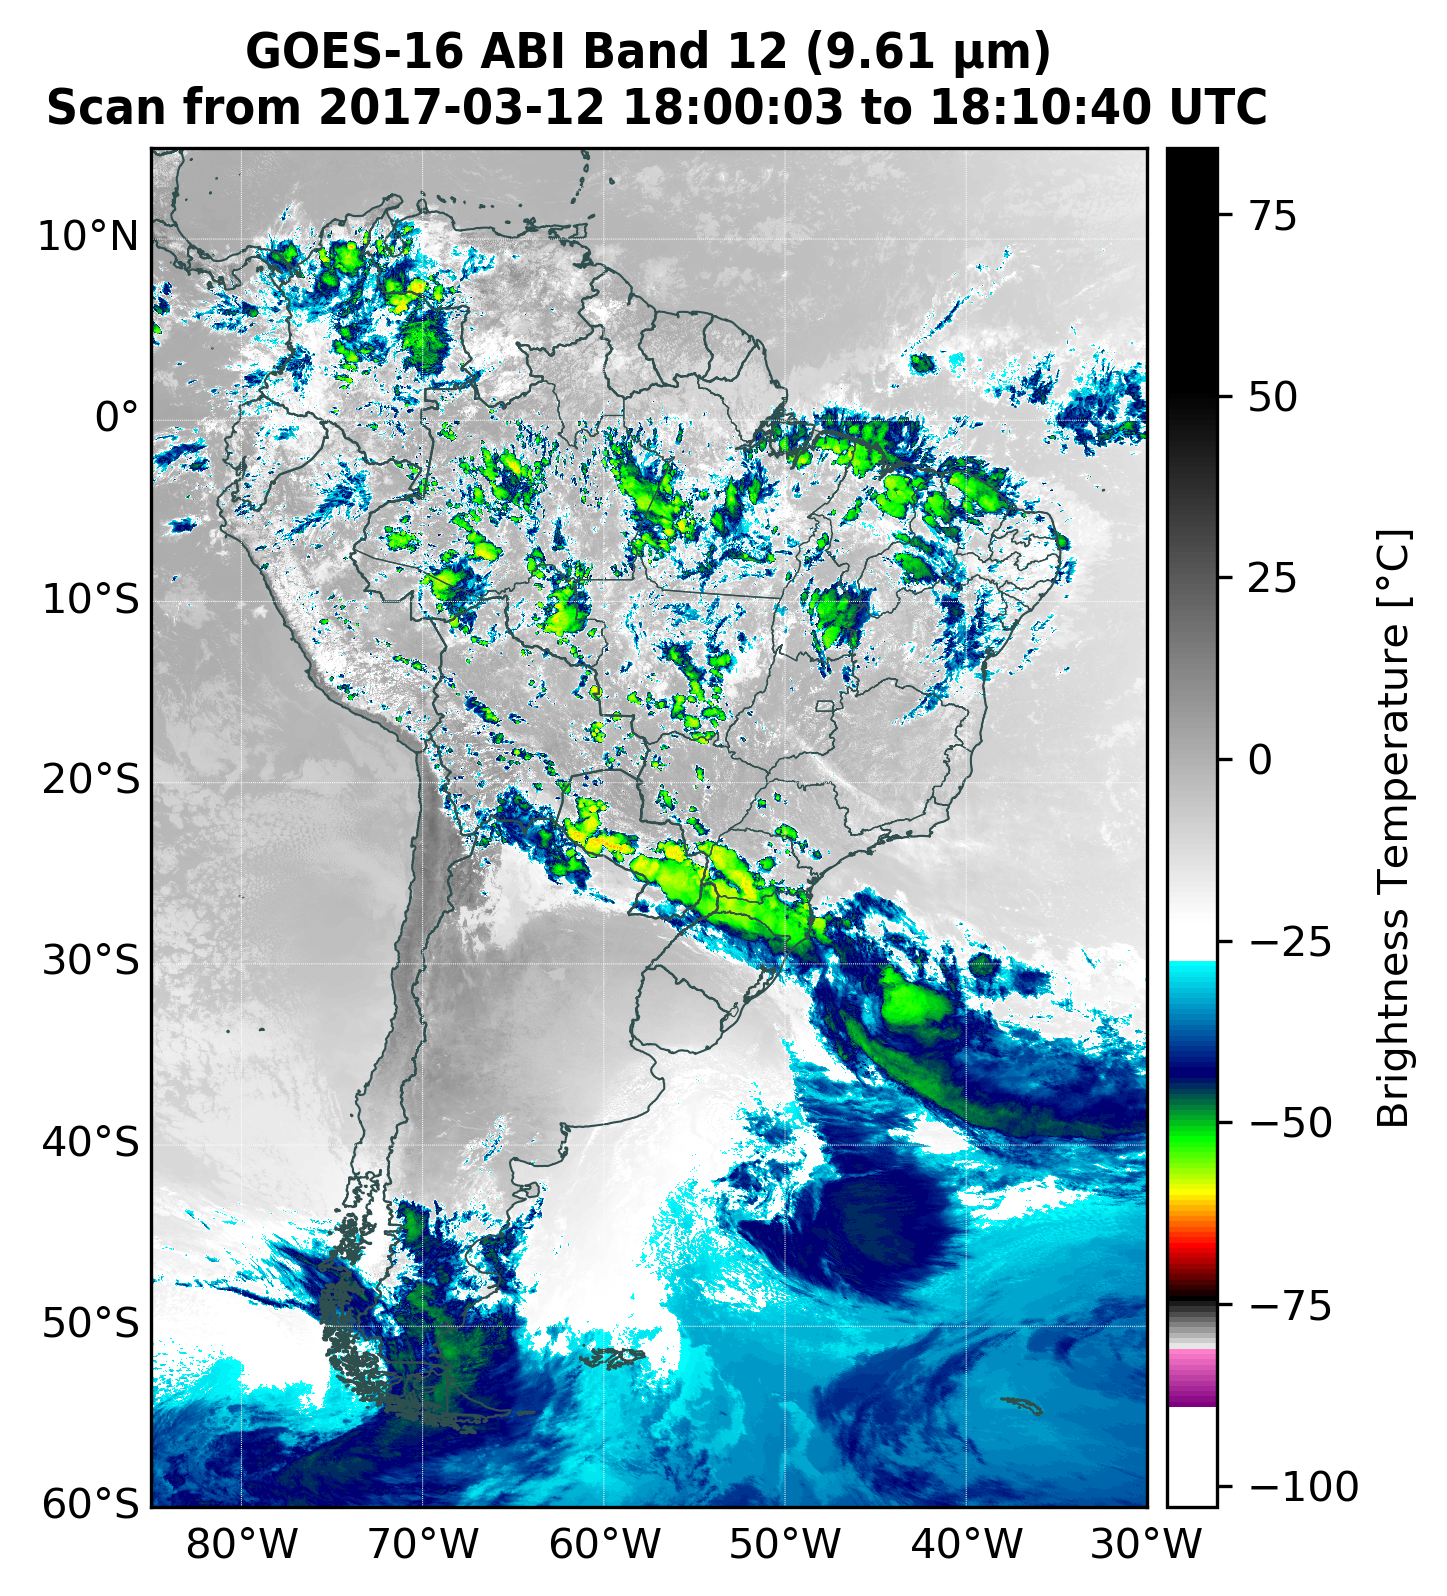 GOES-16 ABI Band 12 (9.61 µm)
Scan from 2017-03-12 18:00:03 to 18:10:40 UTC
10°N
0°
10°S
20°S
30°S
40°S
50°S
60°S
80°W
70°W
60°W
50°W
40°W
30°W
75
50
25
0
−25
−50
−75
−100
Brightness Temperature [°C]